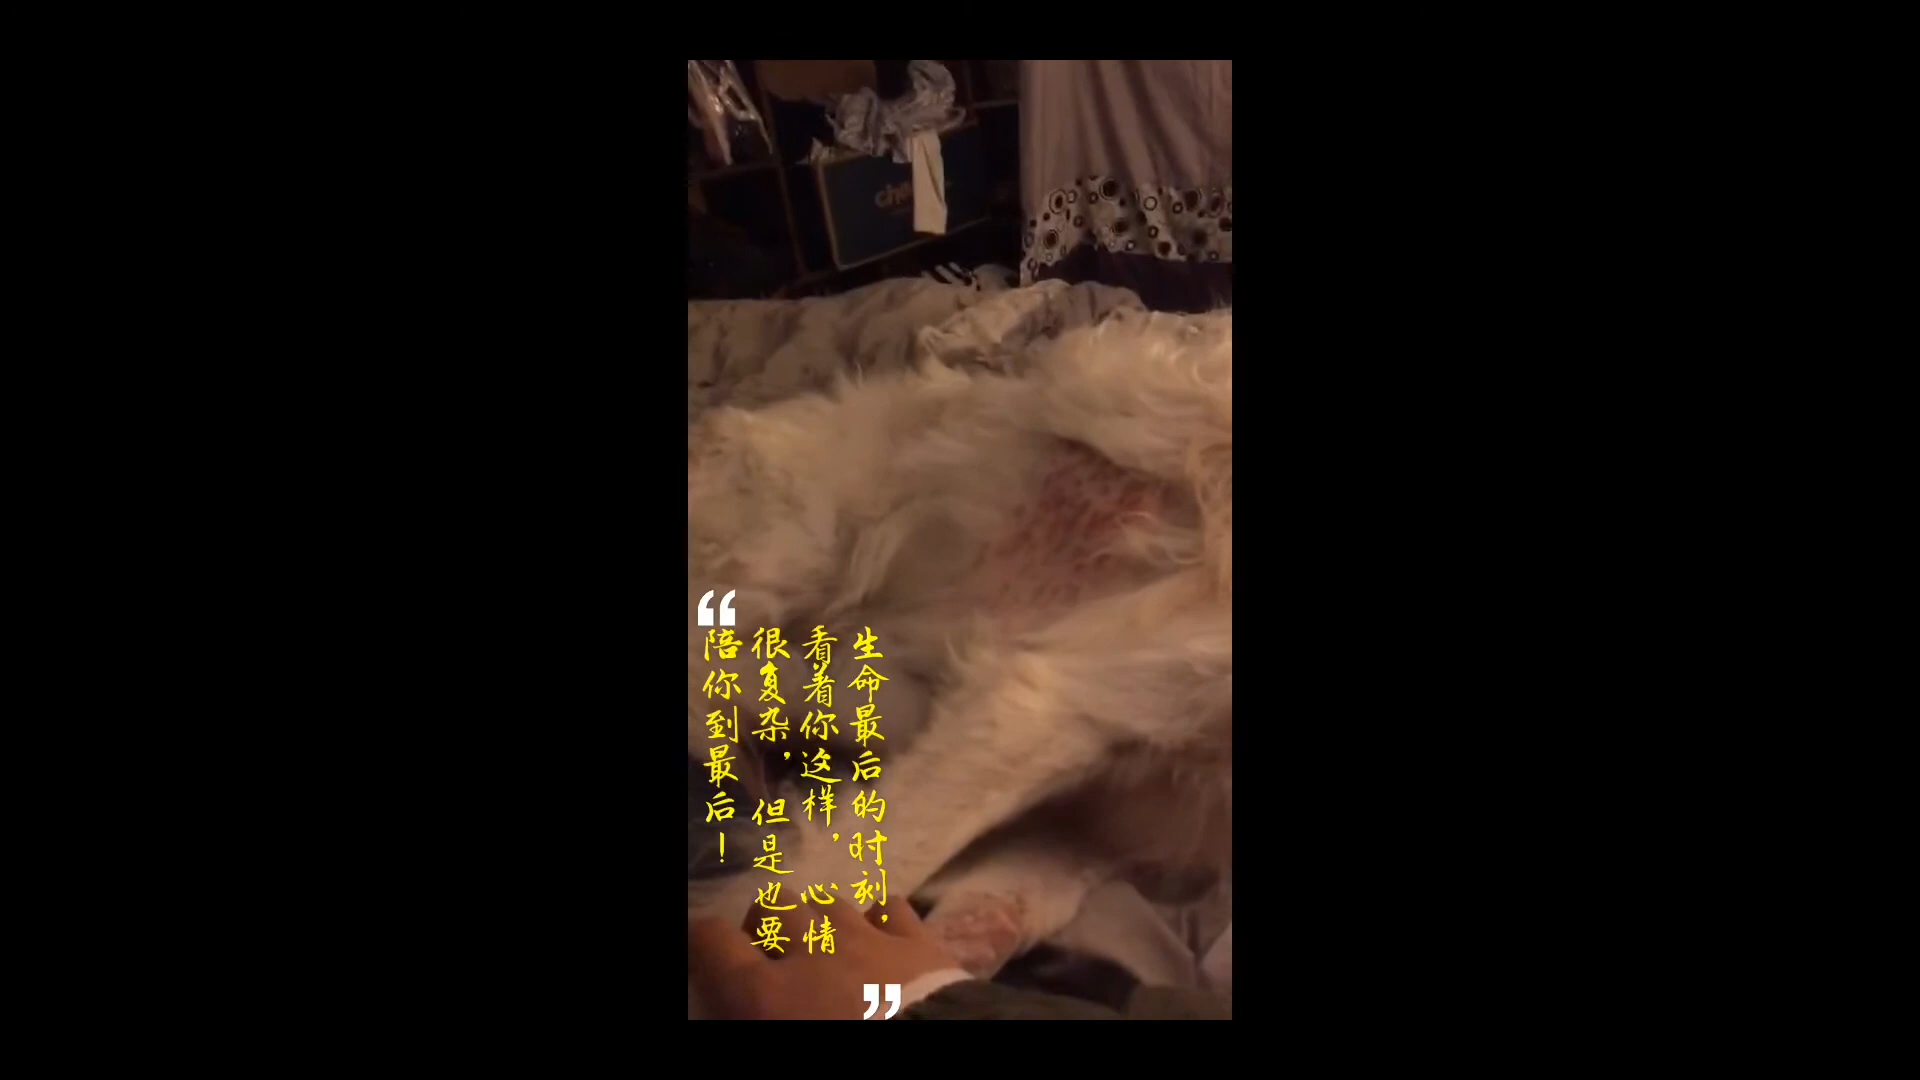 生命最后的时刻，
看着你这样，心情
很复杂，但是也要
陪你到最后！